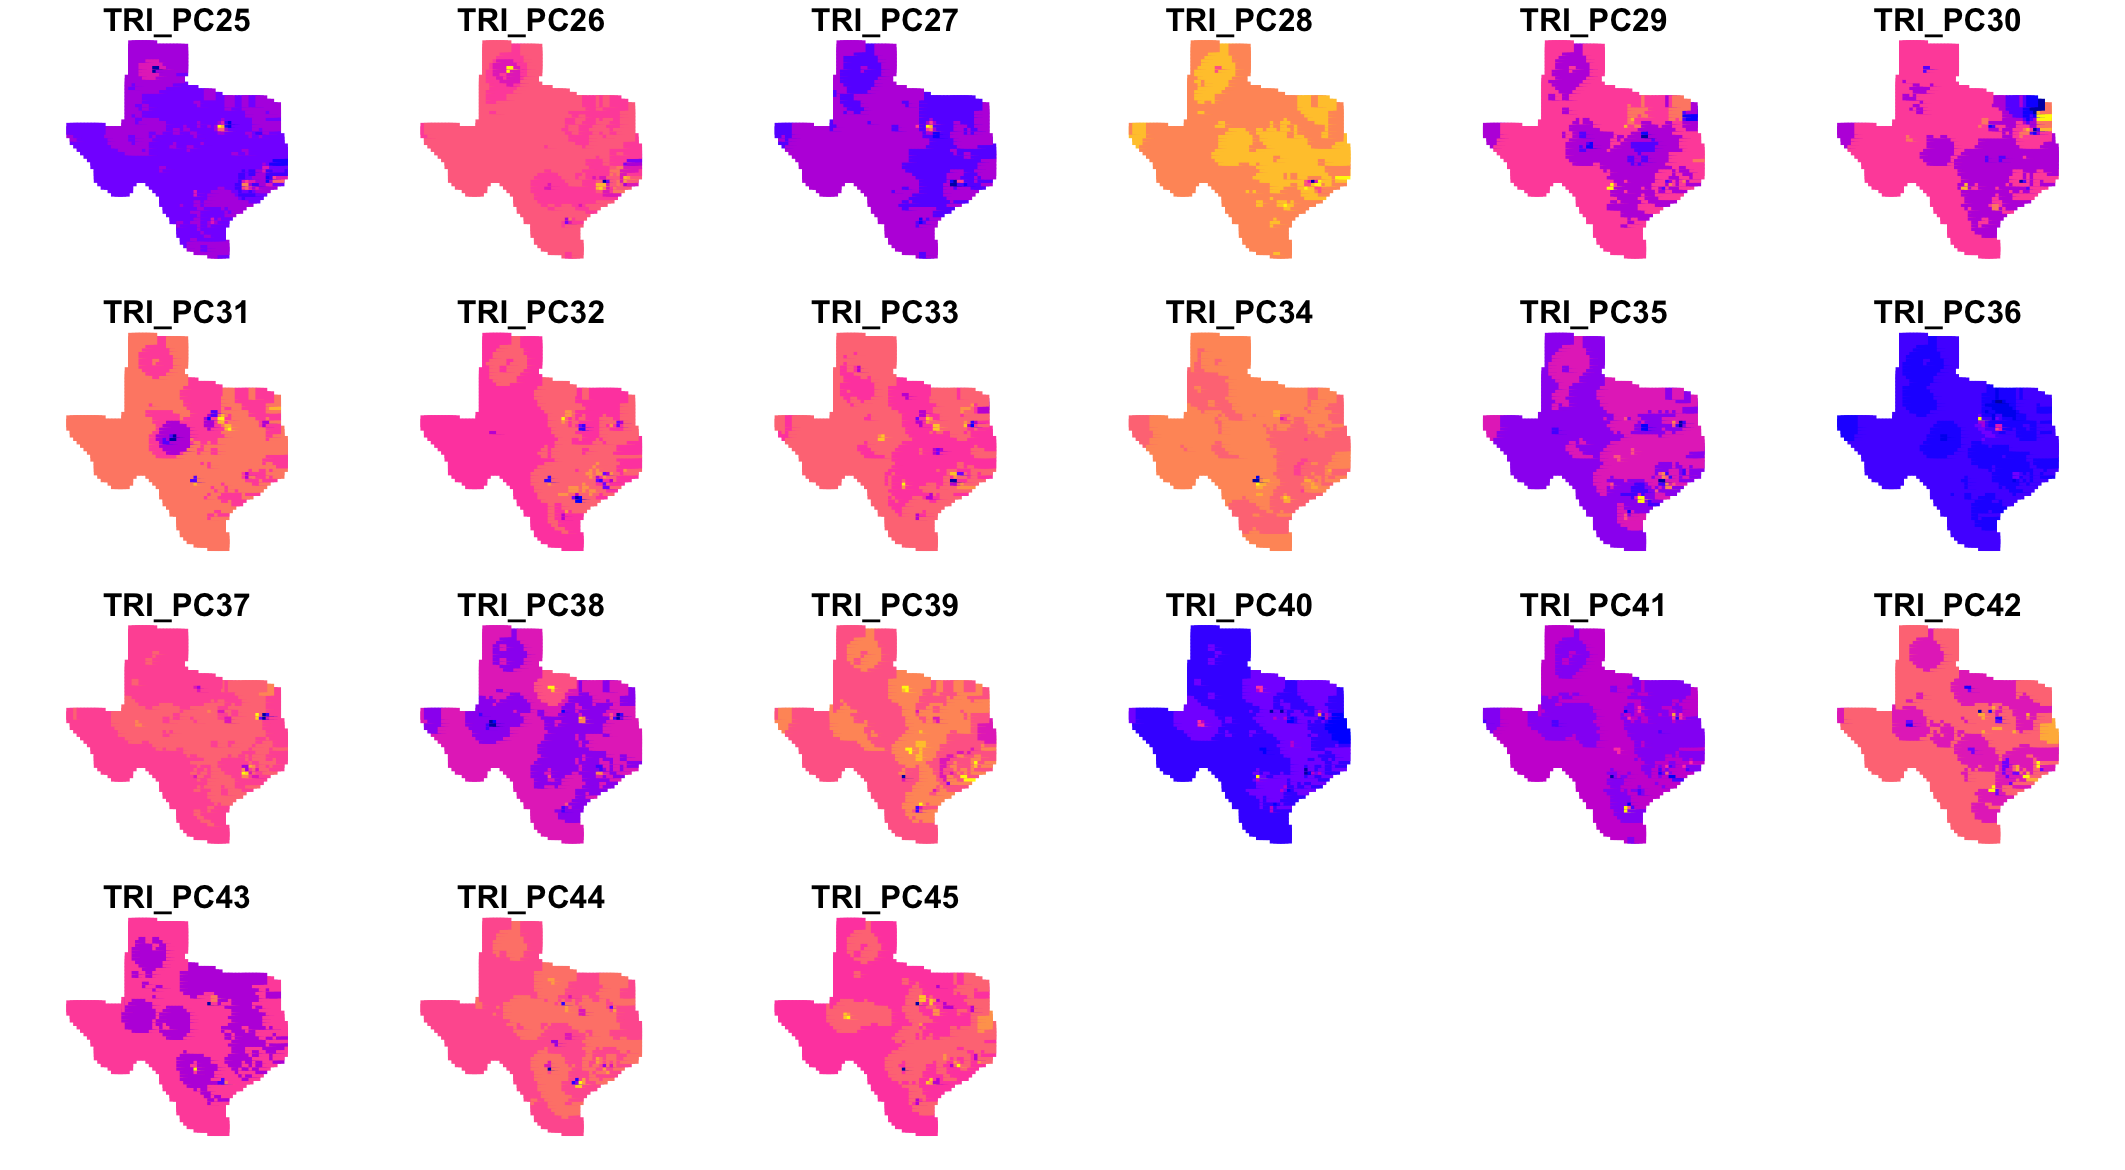 TRI_PC25 TRI_PC26 TRI_PC27 TRI_PC28 TRI_PC29 TRI_PC30
TRI_PC31 TRI_PC32 TRI_PC33 TRI_PC34 TRI_PC35 TRI_PC36
TRI_PC37 TRI_PC38 TRI_PC39 TRI_PC40 TRI_PC41 TRI_PC42
TRI_PC43 TRI_PC44 TRI_PC45